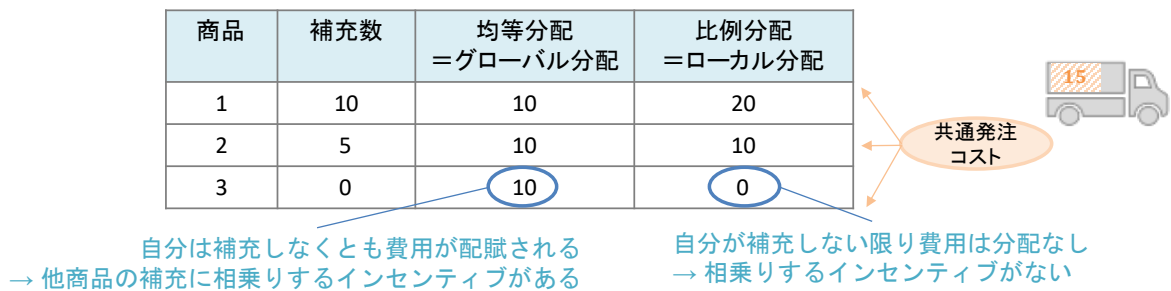 商品 補充数 均等分配 比例分配
＝グローバル分配 ＝ローカル分配
1 10 10 20
2 5 10 10
3 0 10 0
15
共通発注
コスト
自分は補充しなくとも費用が配賦される
→ 他商品の補充に相乗りするインセンティブがある
自分が補充しない限り費用は分配なし
→ 相乗りするインセンティブがない